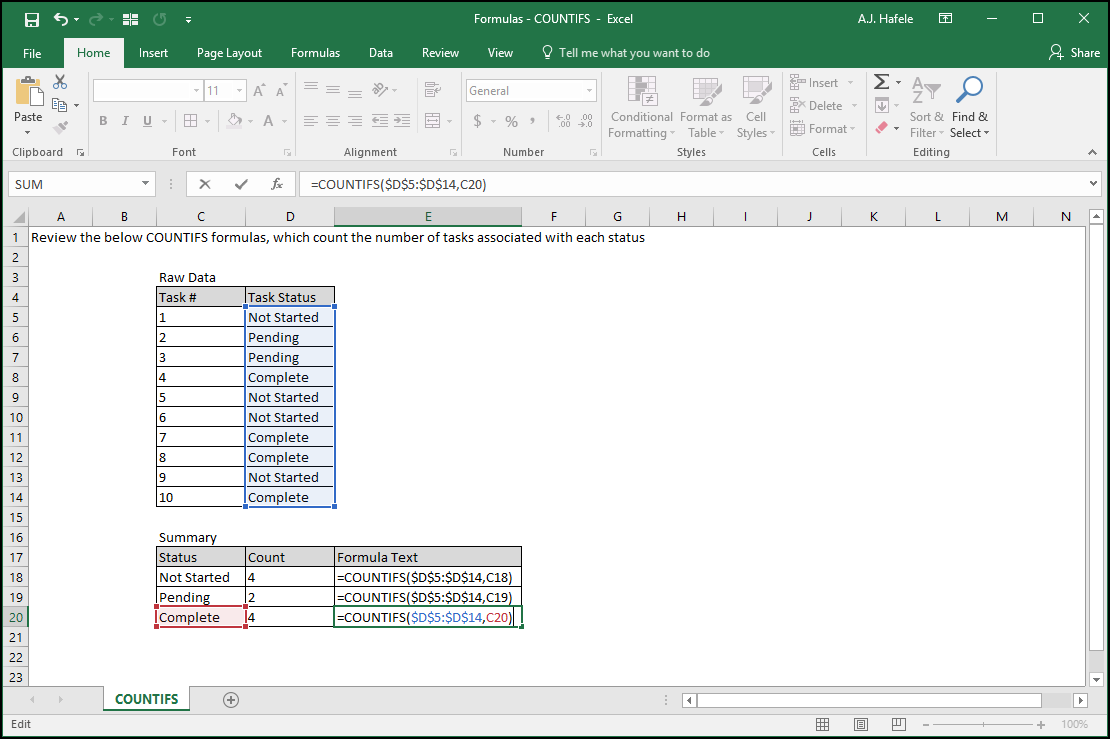 Formulas - COUNTIFS - Excel
A.J. Hafele
File Home Insert Page Layout Formulas Data Review View Tell me what you want to do Share
Paste
11
General
B I U A $ % ,
Conditional Formatting
Format as Table
Cell Styles
Insert
Delete
Format
Sort & Filter
Find & Select
Clipboard Font Alignment Number Styles Cells Editing
SUM fx =COUNTIFS($D$5:$D$14,C20)
A B C D E F G H I J K L M N
1 Review the below COUNTIFS formulas, which count the number of tasks associated with each status
2
3 Raw Data
4 Task # Task Status
5 1 Not Started
6 2 Pending
7 3 Pending
8 4 Complete
9 5 Not Started
10 6 Not Started
11 7 Complete
12 8 Complete
13 9 Not Started
14 10 Complete
15
16 Summary
17 Status Count Formula Text
18 Not Started 4 =COUNTIFS($D$5:$D$14,C18)
19 Pending 2 =COUNTIFS($D$5:$D$14,C19)
20 Complete 4 =COUNTIFS($D$5:$D$14,C20)
21
22
23
COUNTIFS
Edit 100%